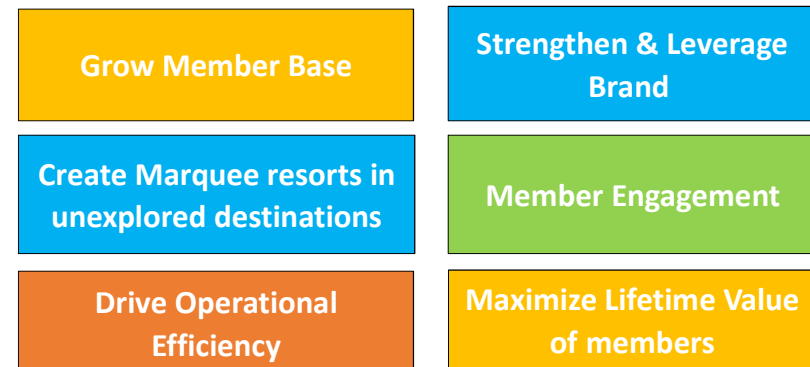 Grow Member Base
Strengthen & Leverage
Brand
Create Marquee resorts in
unexplored destinations
Member Engagement
Drive Operational
Efficiency
Maximize Lifetime Value
of members